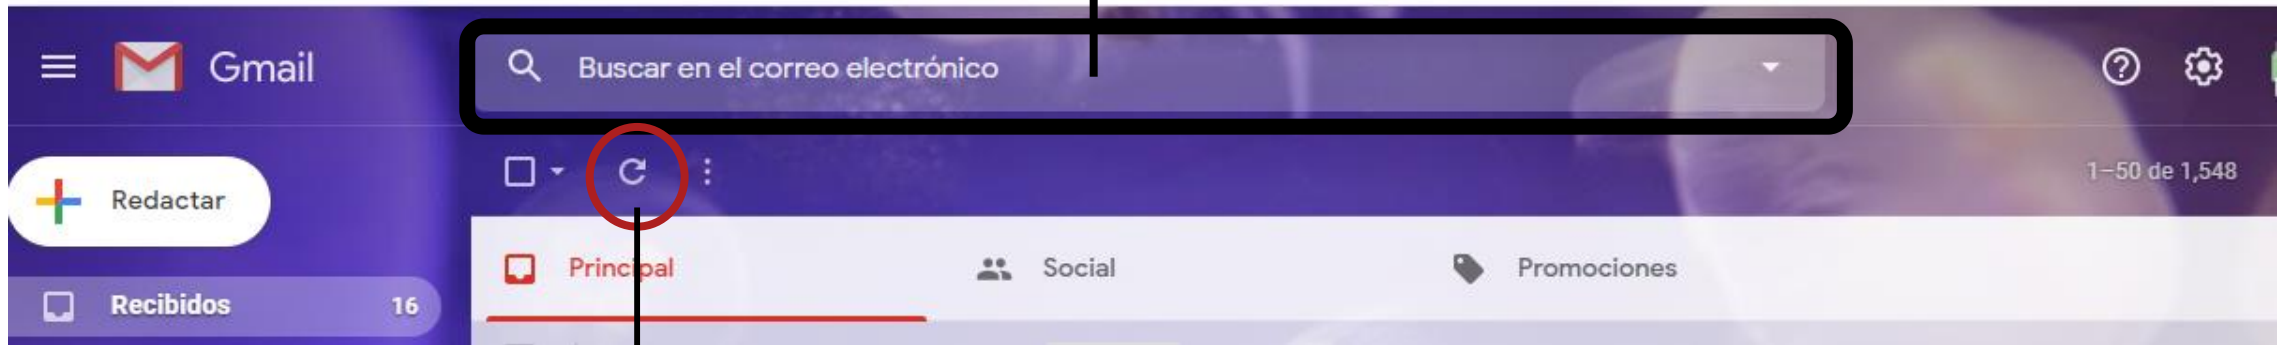 Gmail
Buscar en el correo electrónico
1–50 de 1,548
Redactar
Principal
Social
Promociones
Recibidos 16